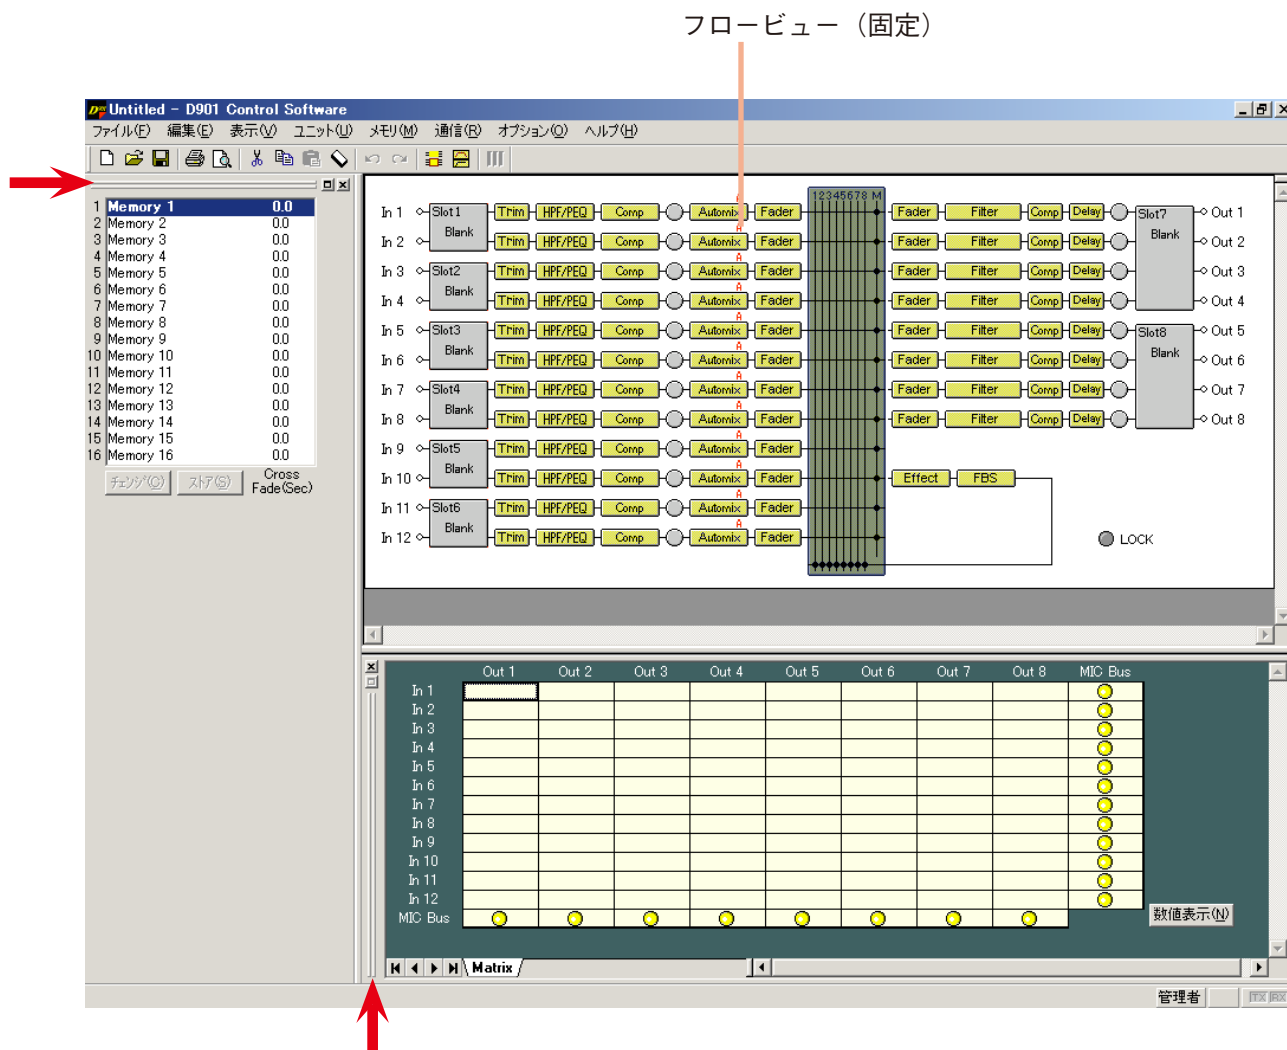 フロービュー（固定）
Untitled - D901 Control Software
ファイル(F) 編集(E) 表示(V) ユニット(U) メモリ(M) 通信(R) オプション(O) ヘルプ(H)
1 Memory 1 0.0
2 Memory 2 0.0
3 Memory 3 0.0
4 Memory 4 0.0
5 Memory 5 0.0
6 Memory 6 0.0
7 Memory 7 0.0
8 Memory 8 0.0
9 Memory 9 0.0
10 Memory 10 0.0
11 Memory 11 0.0
12 Memory 12 0.0
13 Memory 13 0.0
14 Memory 14 0.0
15 Memory 15 0.0
16 Memory 16 0.0
チェンジ(C) ストア(S) Cross Fade(Sec)
12345678 M
A
In 1 Slot1 Trim HPF/PEQ Comp Automix Fader Fader Filter Comp Delay Slot7 Out 1
Blank Blank
A
In 2 Trim HPF/PEQ Comp Automix Fader Fader Filter Comp Delay Out 2
A
In 3 Slot2 Trim HPF/PEQ Comp Automix Fader Fader Filter Comp Delay Out 3
Blank
A
In 4 Trim HPF/PEQ Comp Automix Fader Fader Filter Comp Delay Out 4
A
In 5 Slot3 Trim HPF/PEQ Comp Automix Fader Fader Filter Comp Delay Slot8 Out 5
Blank Blank
A
In 6 Trim HPF/PEQ Comp Automix Fader Fader Filter Comp Delay Out 6
A
In 7 Slot4 Trim HPF/PEQ Comp Automix Fader Fader Filter Comp Delay Out 7
Blank
A
In 8 Trim HPF/PEQ Comp Automix Fader Fader Filter Comp Delay Out 8
A
In 9 Slot5 Trim HPF/PEQ Comp Automix Fader
Blank
A
In 10 Trim HPF/PEQ Comp Automix Fader Effect FBS
A
In 11 Slot6 Trim HPF/PEQ Comp Automix Fader
Blank
A
In 12 Trim HPF/PEQ Comp Automix Fader LOCK
Out 1 Out 2 Out 3 Out 4 Out 5 Out 6 Out 7 Out 8 MIC Bus
In 1
In 2
In 3
In 4
In 5
In 6
In 7
In 8
In 9
In 10
In 11
In 12
MIC Bus
数値表示(N)
Matrix
管理者 TX RX